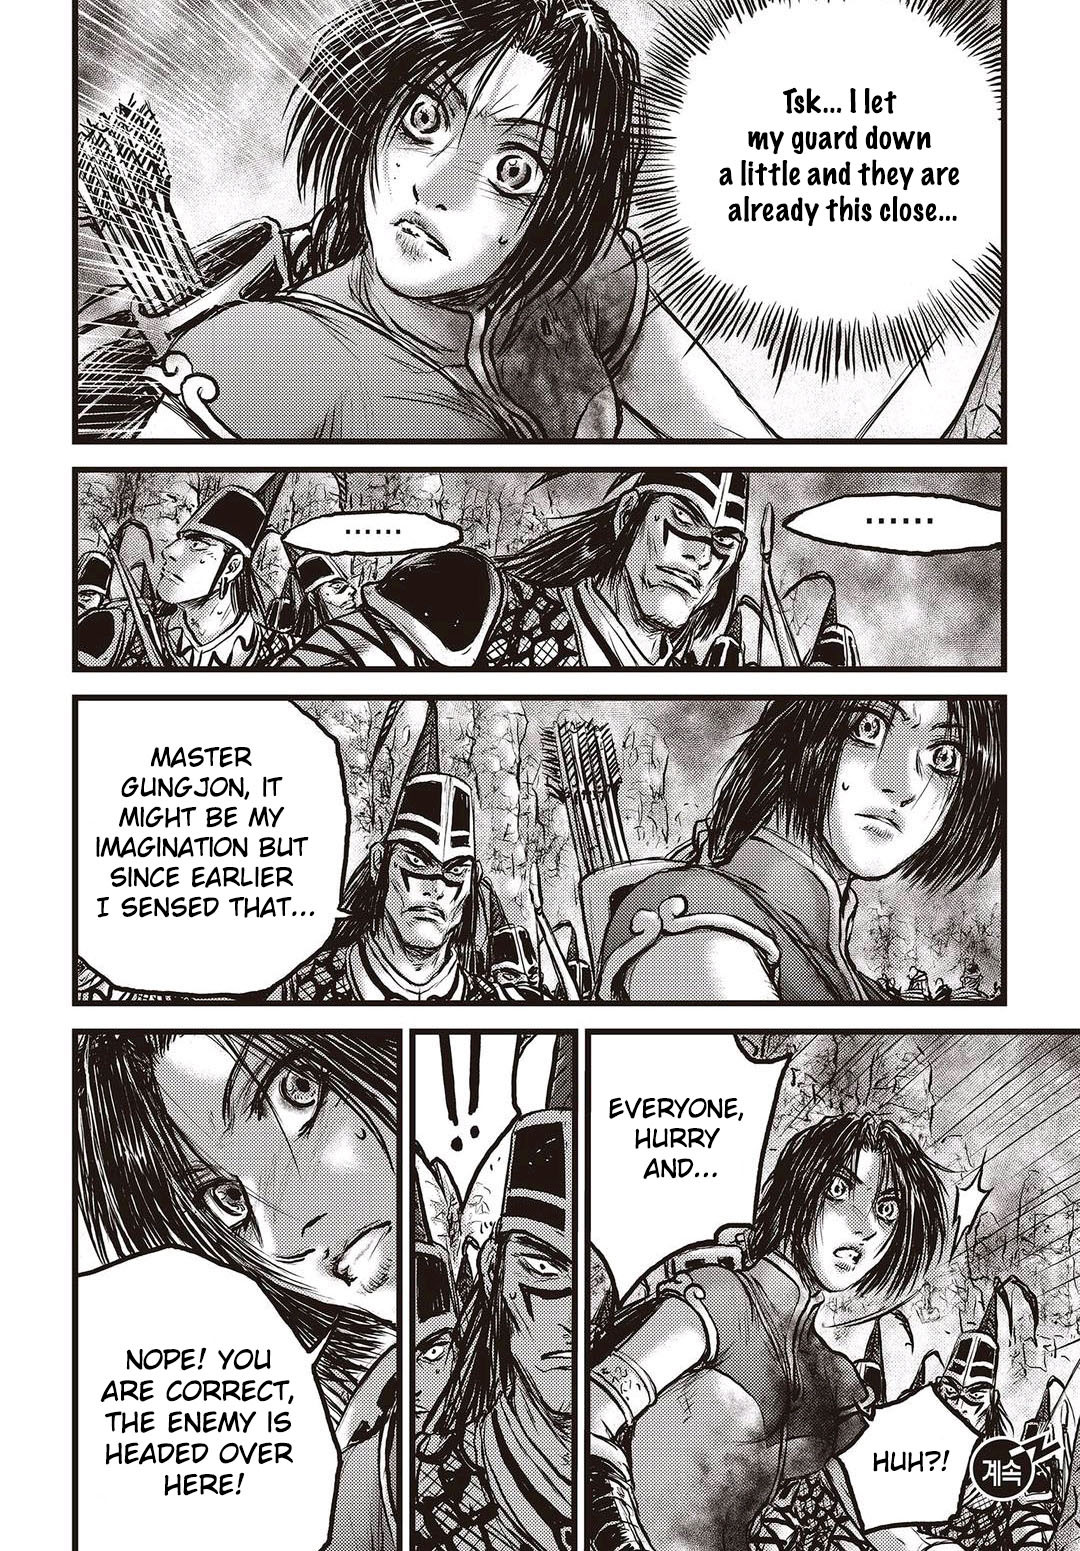 Tsk... I let
my guard down
a little and they are
already this close...
......
......
MASTER
GUNGJON, IT
MIGHT BE MY
IMAGINATION BUT
SINCE EARLIER
I SENSED THAT...
NOPE! YOU
ARE CORRECT,
THE ENEMY IS
HEADED OVER
HERE!
!!
EVERYONE,
HURRY
AND...
HUH?!
계속